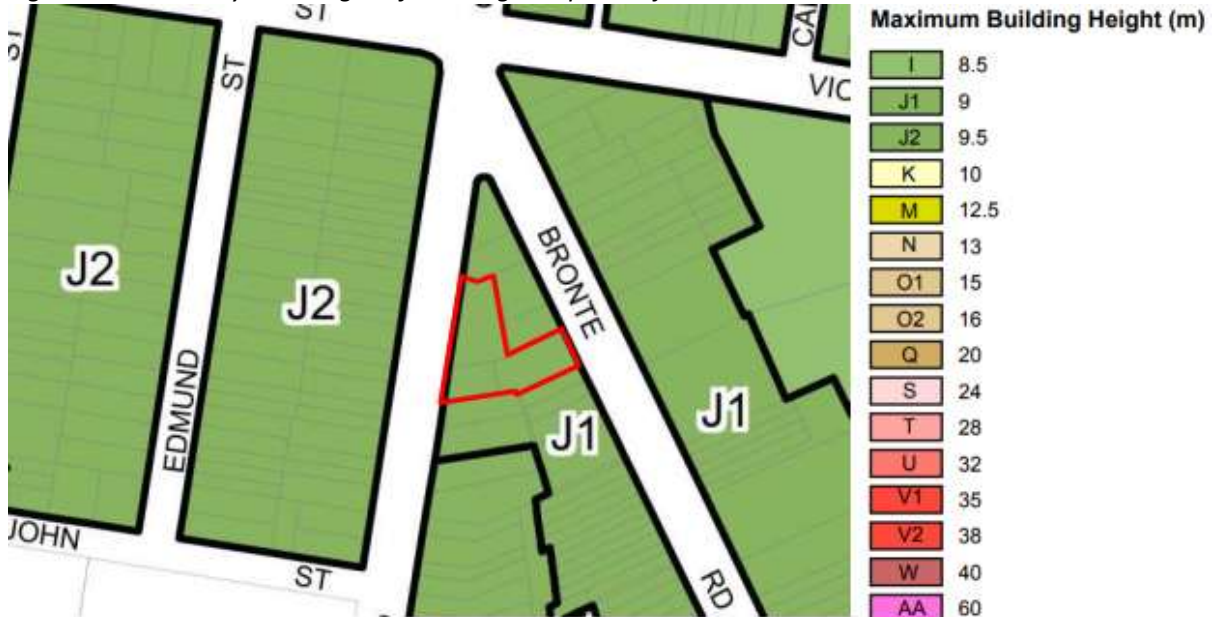 ST
ST
ST
VIC
J2
J2
BRONTE
EDMUND
J1
J1
JOHN
ST
RD
Maximum Building Height (m)
I 8.5
J1 9
J2 9.5
K 10
M 12.5
N 13
O1 15
O2 16
Q 20
S 24
T 28
U 32
V1 35
V2 38
W 40
AA 60